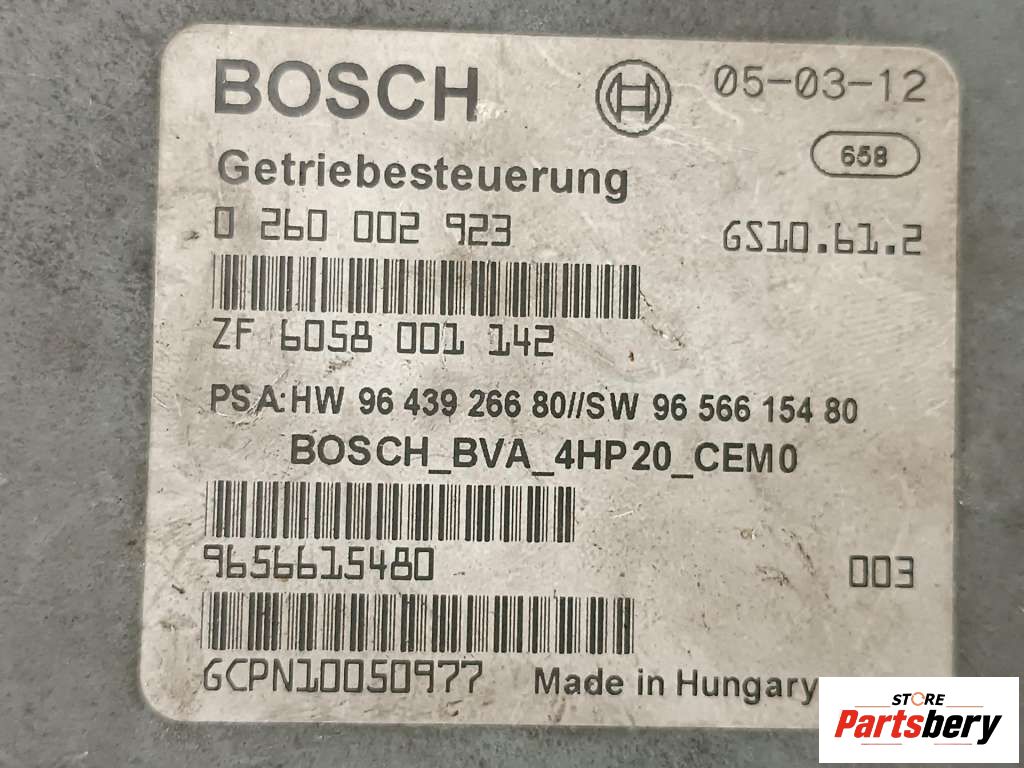 BOSCH 05-03-12
658
Getriebesteuerung
0 260 002 923 GS10.61.2
ZF 6058 001 142
PSA:HW 96 439 266 80//SW 96 566 154 80
BOSCH_BVA_4HP20_CEM0
9656615480 003
GCPN10050977 Made in Hungary
STORE
Partsbery